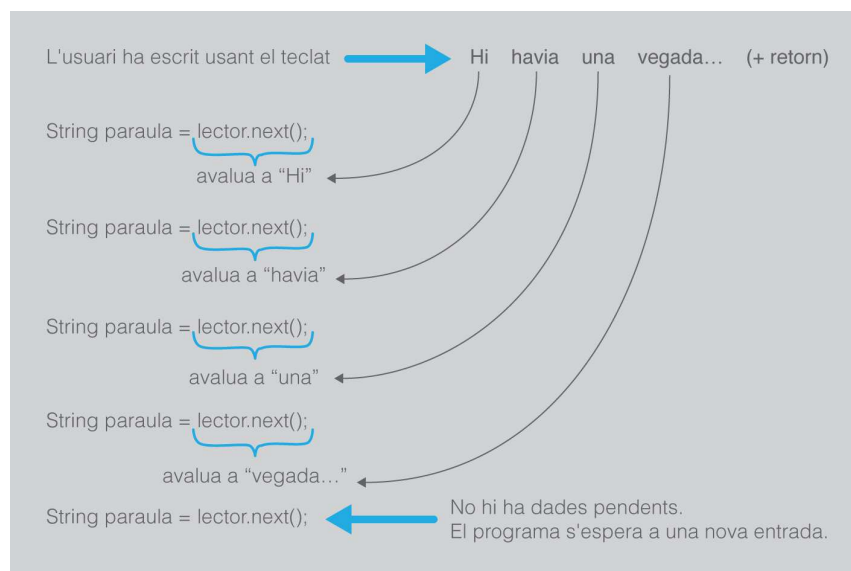 L'usuari ha escrit usant el teclat Hi havia una vegada… (+ retorn)
String paraula = lector.next();
avalua a “Hi”
String paraula = lector.next();
avalua a “havia”
String paraula = lector.next();
avalua a “una”
String paraula = lector.next();
avalua a “vegada…”
String paraula = lector.next();
No hi ha dades pendents.
El programa s'espera a una nova entrada.